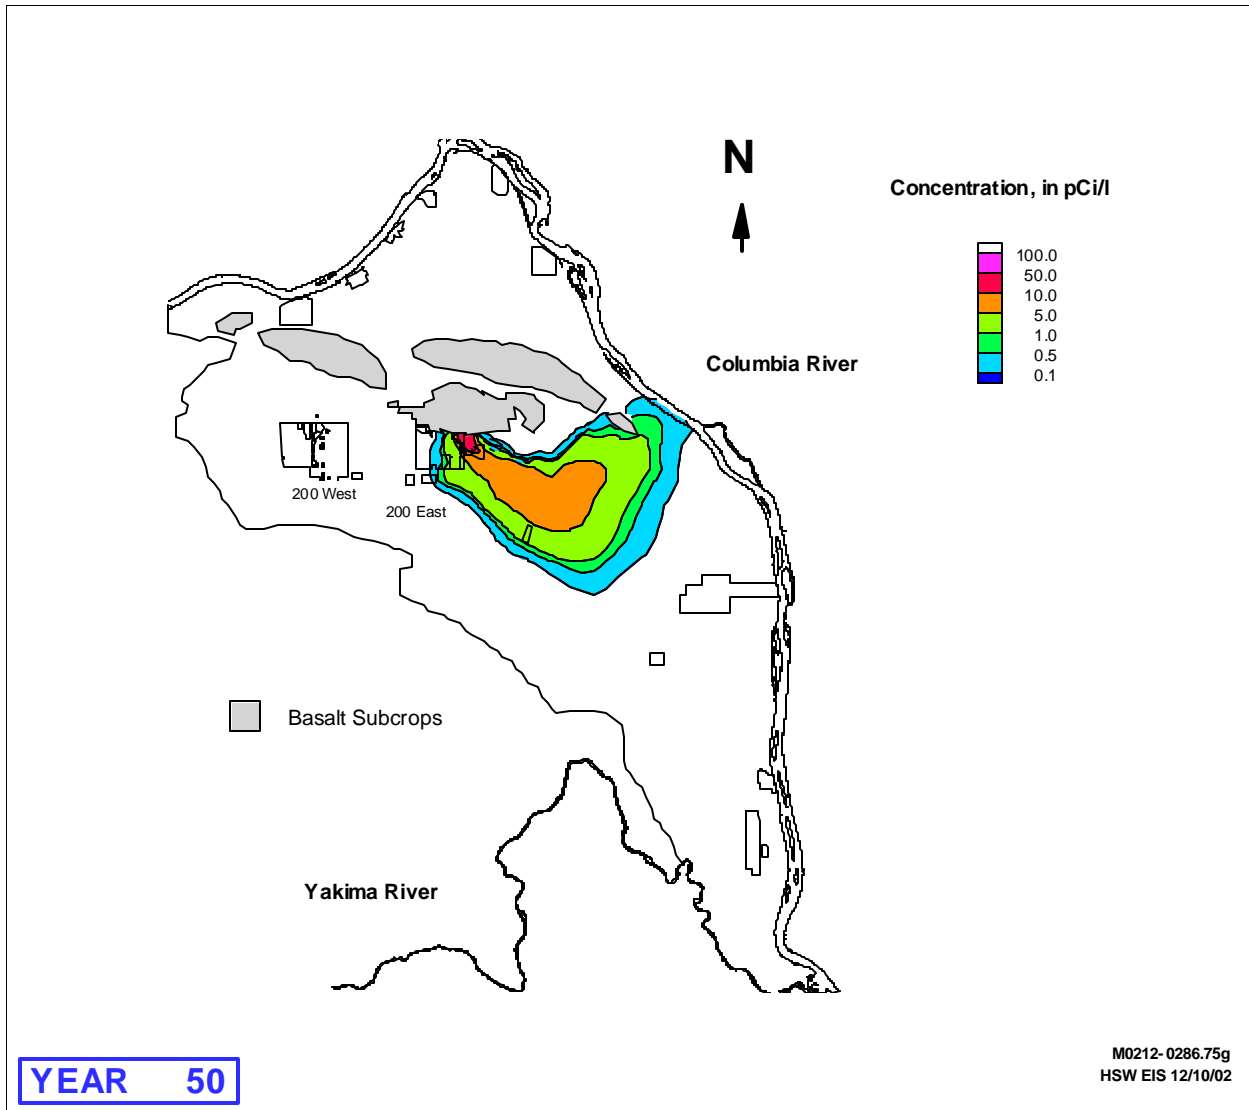 N
Concentration, in pCi/l
100.0
50.0
10.0
5.0
1.0
0.5
0.1
Columbia River
200 West
200 East
Basalt Subcrops
Yakima River
YEAR 50
M0212-0286.75g
HSW EIS 12/10/02